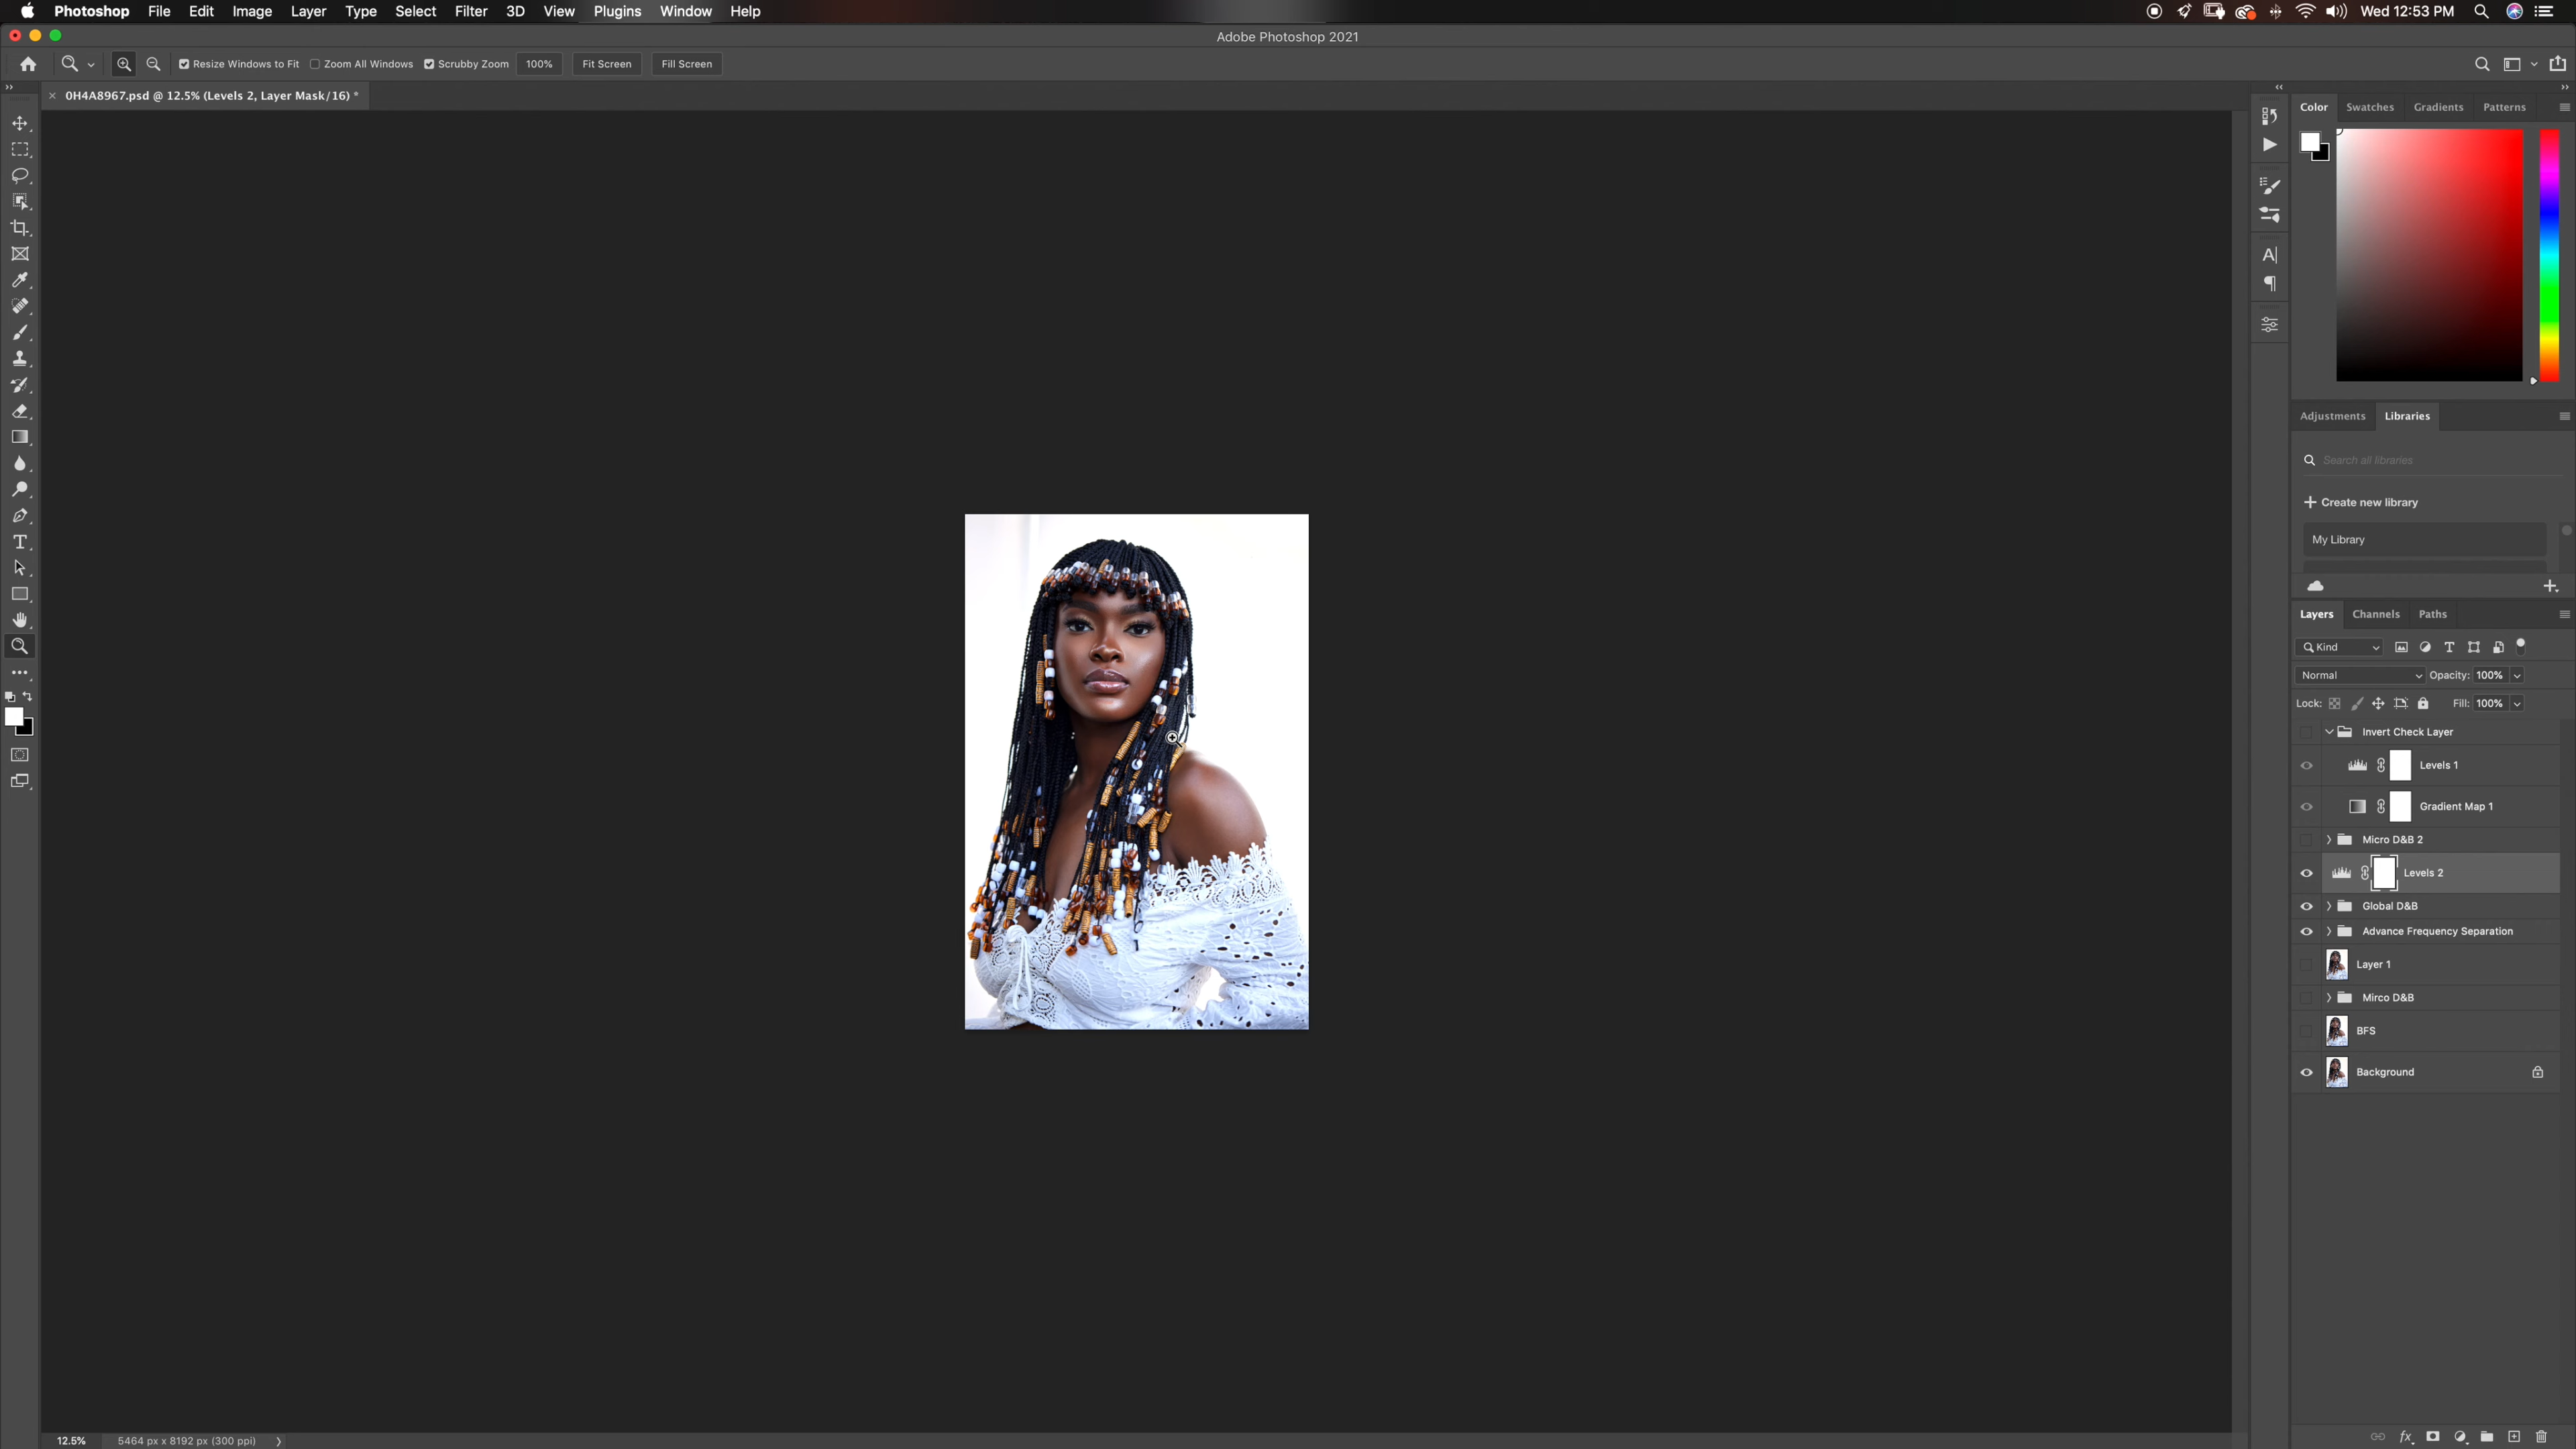 Photoshop File Edit Image Layer Type Select Filter 3D View Plugins Window Help Wed 12:53 PM
Adobe Photoshop 2021
Resize Windows to Fit Zoom All Windows Scrubby Zoom 100% Fit Screen Fill Screen
× 0H4A8967.psd @ 12.5% (Levels 2, Layer Mask/16) *
Color Swatches Gradients Patterns
Adjustments Libraries
Search all libraries
+ Create new library
My Library
Layers Channels Paths
Kind
Normal Opacity: 100%
Lock: Fill: 100%
Invert Check Layer
Levels 1
Gradient Map 1
Micro D&B 2
Levels 2
Global D&B
Advance Frequency Separation
Layer 1
Mirco D&B
BFS
Background
12.5% 5464 px x 8192 px (300 ppi)